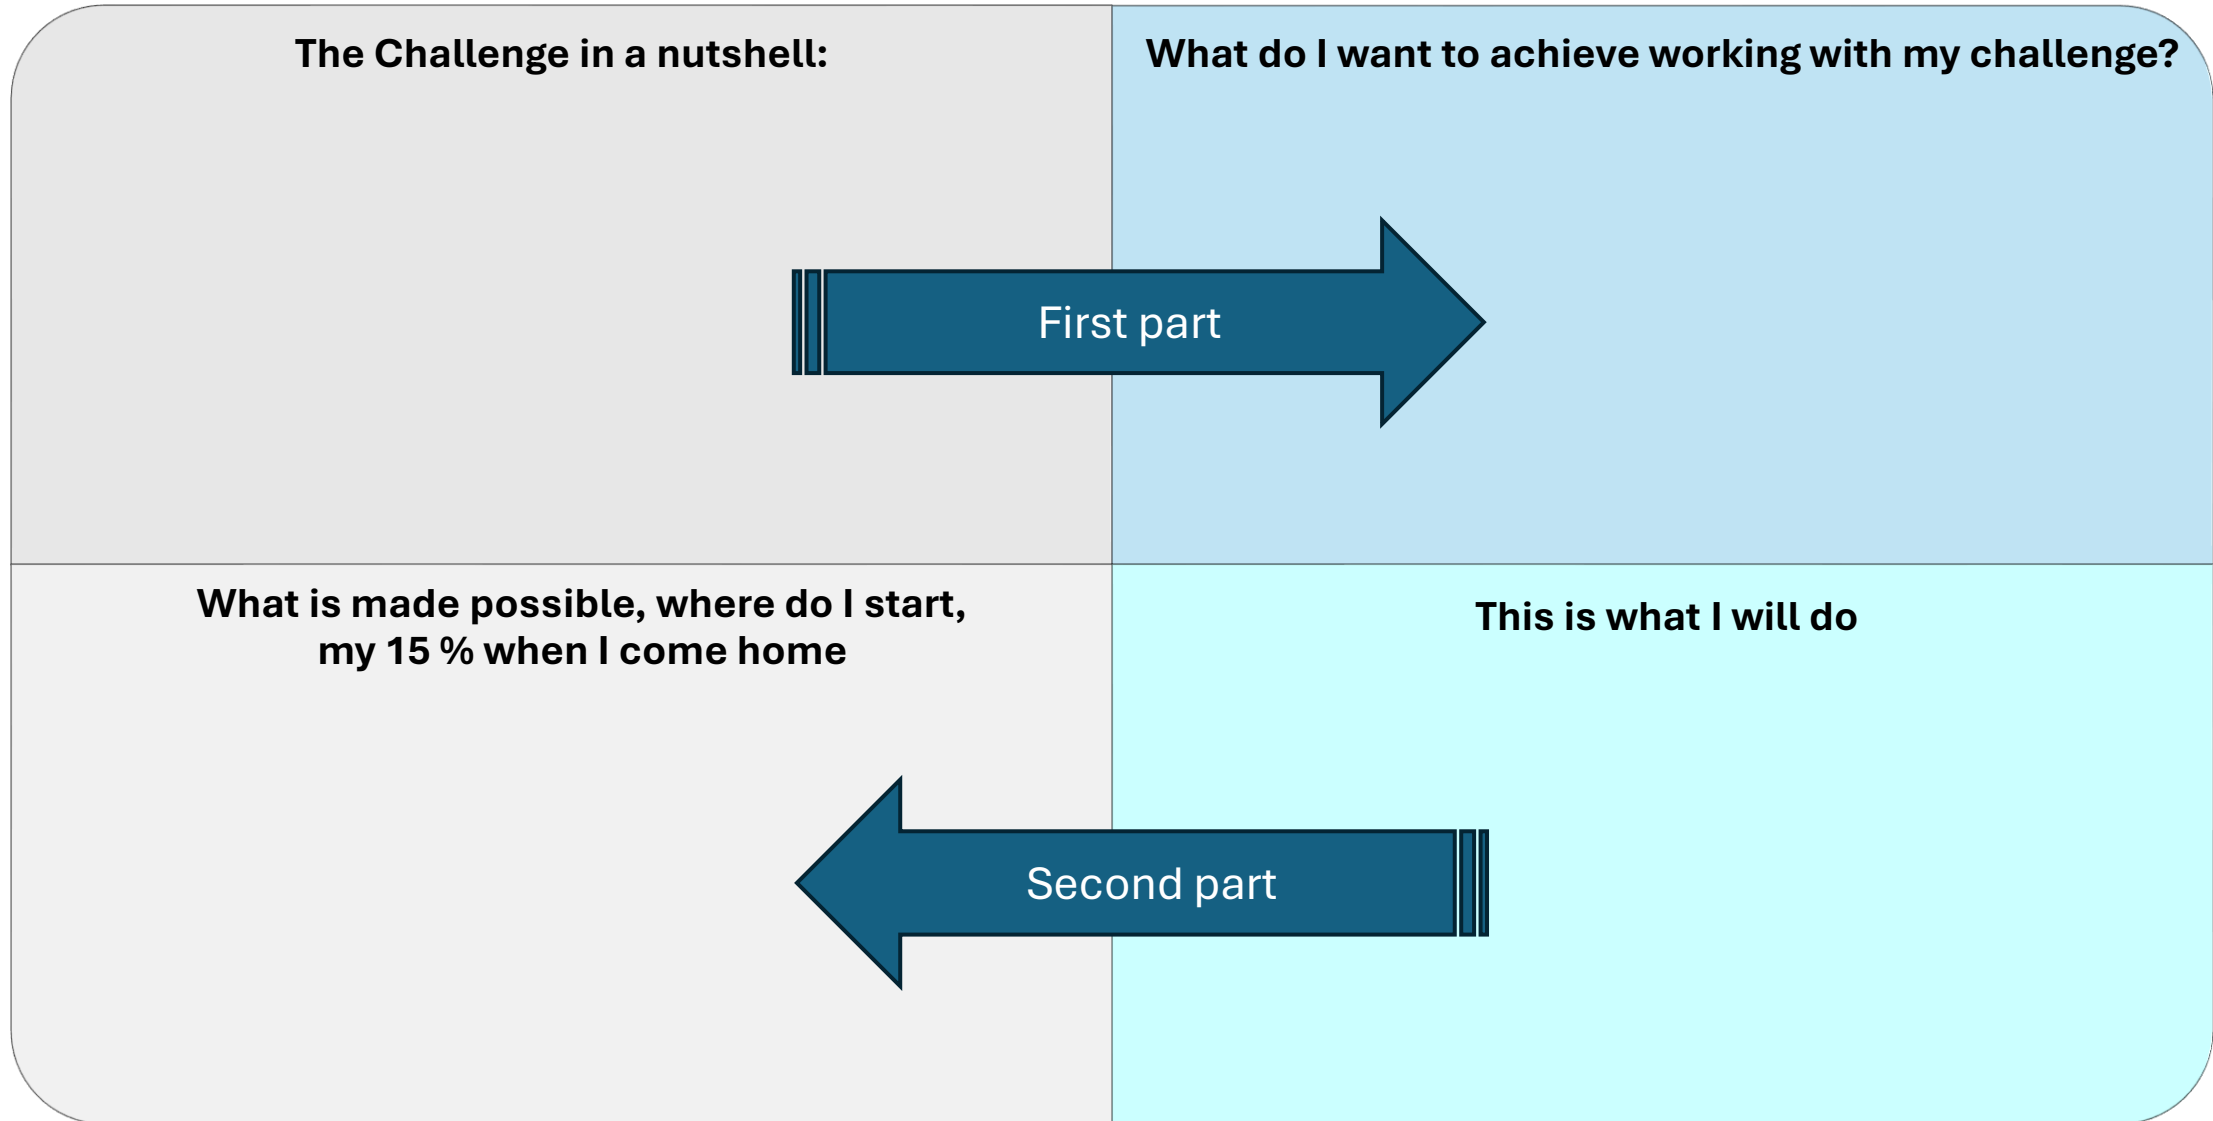 The Challenge in a nutshell:
What do I want to achieve working with my challenge?
First part
What is made possible, where do I start,
my 15 % when I come home
This is what I will do
Second part